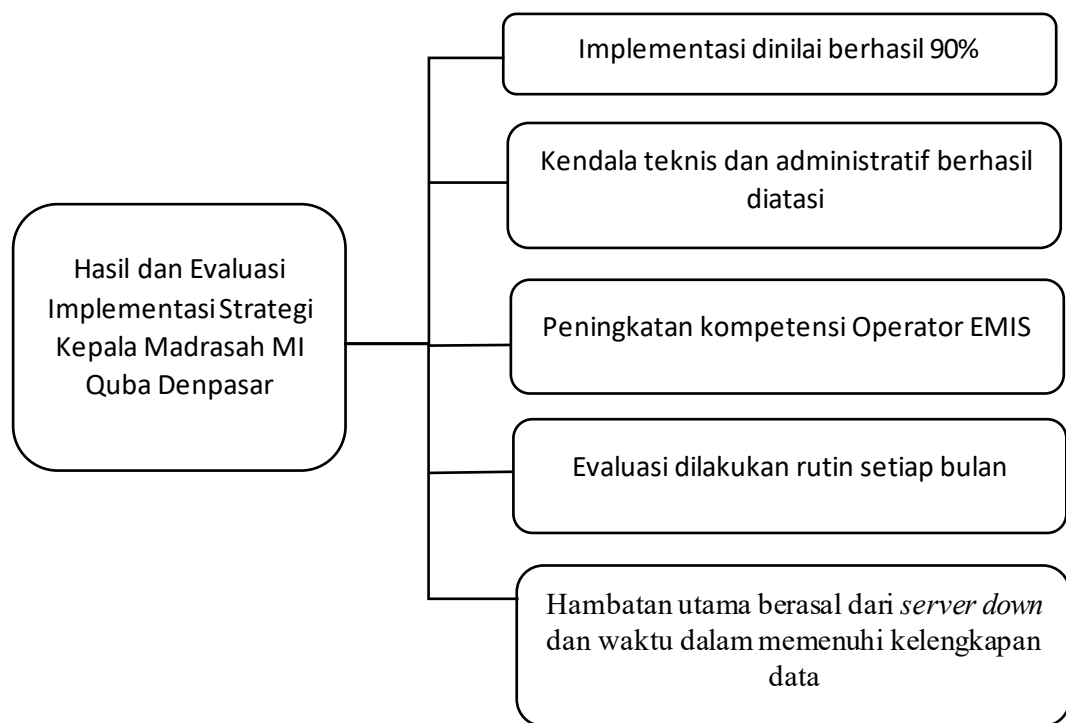 Hasil dan Evaluasi
Implementasi Strategi
Kepala Madrasah MI
Quba Denpasar
Implementasi dinilai berhasil 90%
Kendala teknis dan administratif berhasil
diatasi
Peningkatan kompetensi Operator EMIS
Evaluasi dilakukan rutin setiap bulan
Hambatan utama berasal dari server down
dan waktu dalam memenuhi kelengkapan
data